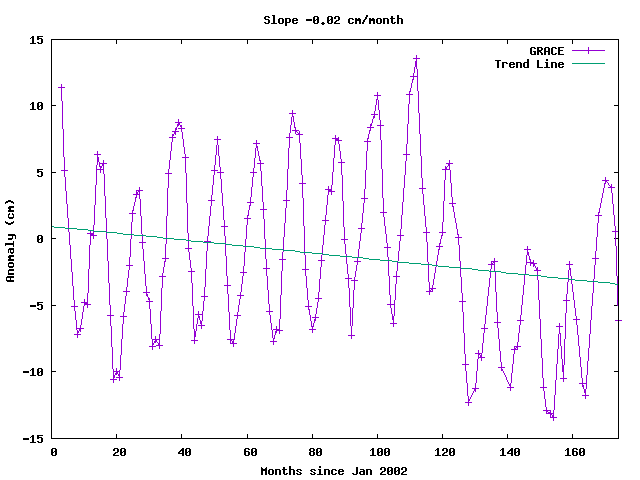 Slope -0.02 cm/month
15
10
5
0
-5
-10
-15
Anomaly (cm)
GRACE
Trend Line
0 20 40 60 80 100 120 140 160
Months since Jan 2002